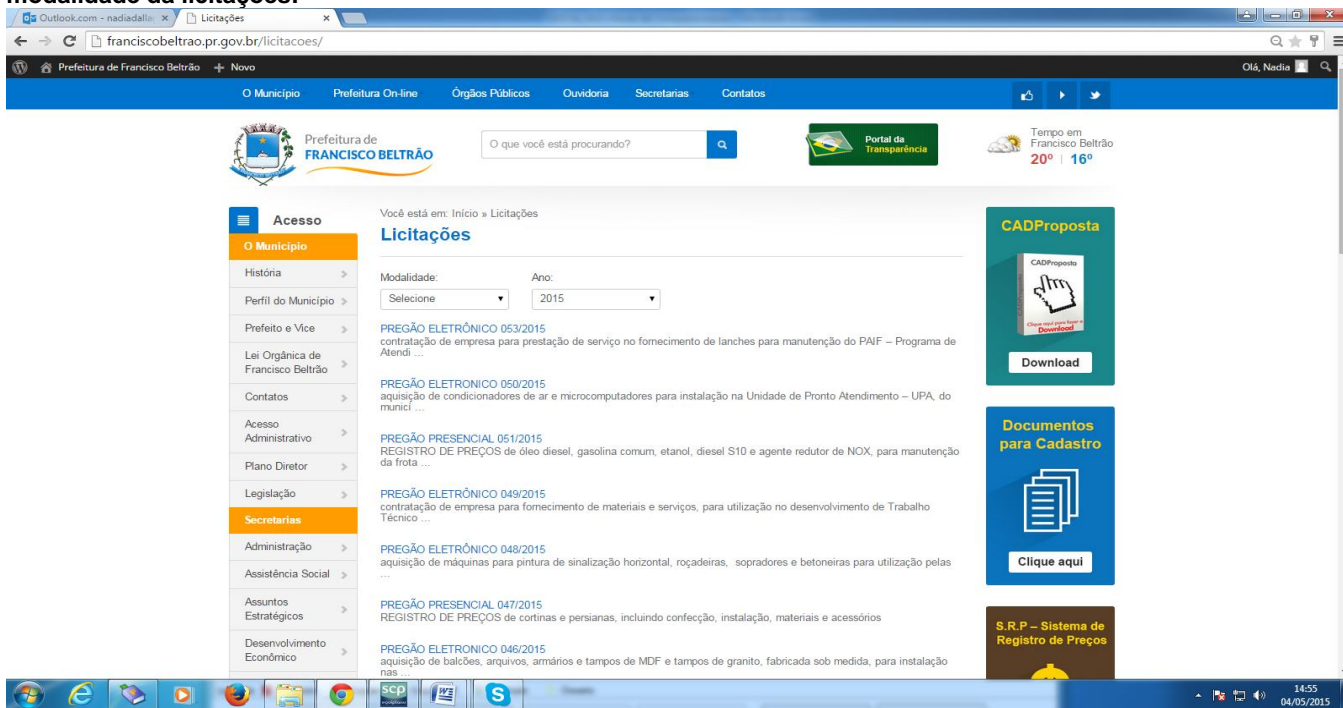 modalidade da licitações.
Outlook.com - nadiadalla
Licitações
franciscobeltrao.pr.gov.br/licitacoes/
Prefeitura de Francisco Beltrão
Novo
Olá, Nadia
O Município
Prefeitura On-line
Órgãos Públicos
Ouvidoria
Secretarias
Contatos
Prefeitura de
FRANCISCO BELTRÃO
O que você está procurando?
Portal da
Transparência
Tempo em
Francisco Beltrão
20º | 16º
Acesso
O Município
História
Perfíl do Município
Prefeito e Vice
Lei Orgânica de
Francisco Beltrão
Contatos
Acesso
Administrativo
Plano Diretor
Legislação
Secretarias
Administração
Assistência Social
Assuntos
Estratégicos
Desenvolvimento
Econômico
Você está em: Início » Licitações
Licitações
Modalidade:
Ano:
Selecione
2015
PREGÃO ELETRÔNICO 053/2015
contratação de empresa para prestação de serviço no fornecimento de lanches para manutenção do PAIF – Programa de
Atendi ...
PREGÃO ELETRONICO 050/2015
aquisição de condicionadores de ar e microcomputadores para instalação na Unidade de Pronto Atendimento – UPA, do
municí ...
PREGÃO PRESENCIAL 051/2015
REGISTRO DE PREÇOS de óleo diesel, gasolina comum, etanol, diesel S10 e agente redutor de NOX, para manutenção
da frota ...
PREGÃO ELETRÔNICO 049/2015
contratação de empresa para fornecimento de materiais e serviços, para utilização no desenvolvimento de Trabalho
Técnico ...
PREGÃO ELETRÔNICO 048/2015
aquisição de máquinas para pintura de sinalização horizontal, roçadeiras, sopradores e betoneiras para utilização pelas
...
PREGÃO PRESENCIAL 047/2015
REGISTRO DE PREÇOS de cortinas e persianas, incluindo confecção, instalação, materiais e acessórios
PREGÃO ELETRONICO 046/2015
aquisição de balcões, arquivos, armários e tampos de MDF e tampos de granito, fabricada sob medida, para instalação
nas ...
CADProposta
CADProposta
Clique aqui para fazer o
Download
Download
Documentos
para Cadastro
Clique aqui
S.R.P – Sistema de
Registro de Preços
SCP
14:55
04/05/2015